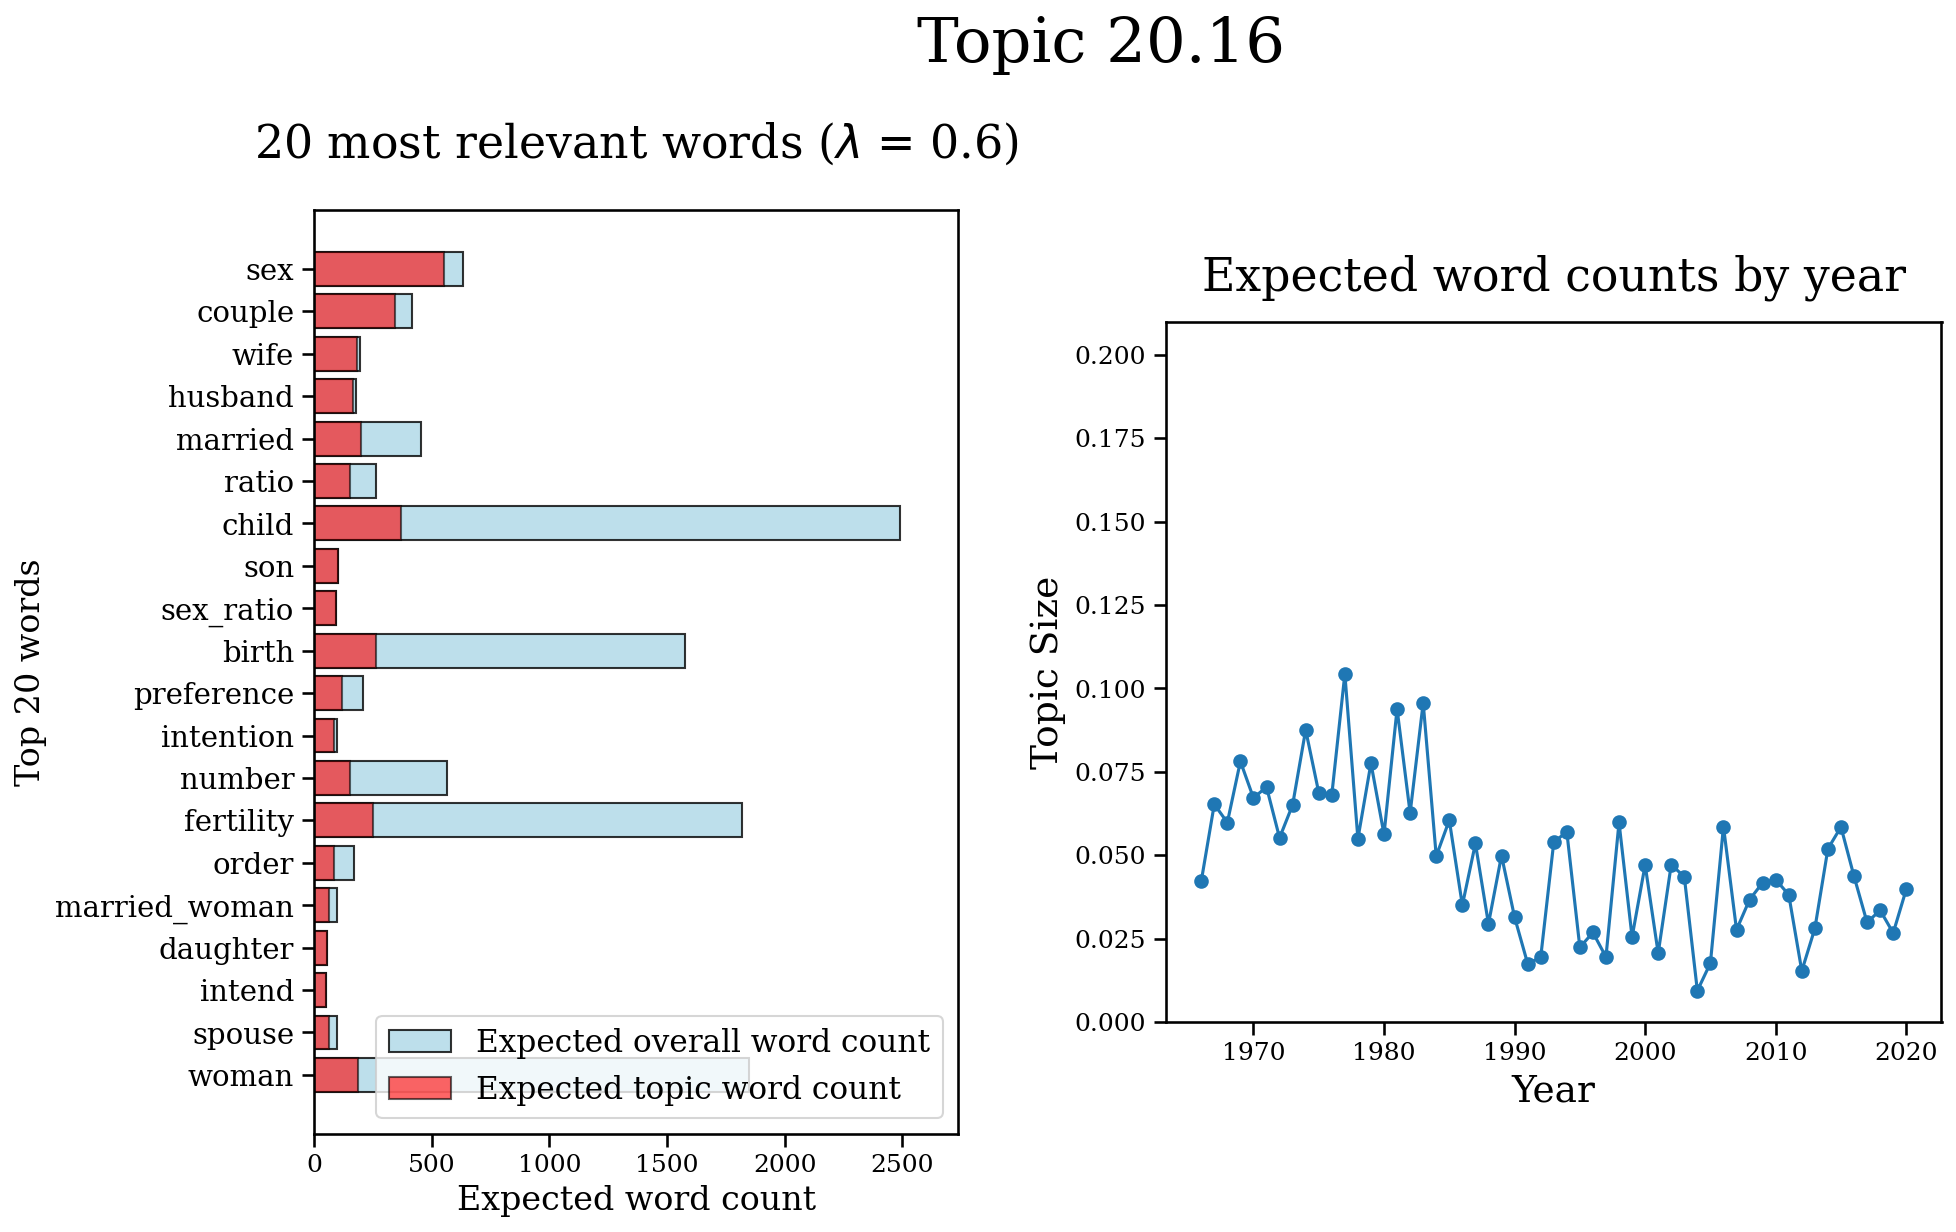 Topic 20.16
20 most relevant words (λ = 0.6)
Top 20 words
sex
couple
wife
husband
married
ratio
child
son
sex_ratio
birth
preference
intention
number
fertility
order
married_woman
daughter
intend
spouse
woman
Expected overall word count
Expected topic word count
0 500 1000 1500 2000 2500
Expected word count
Expected word counts by year
Topic Size
0.200
0.175
0.150
0.125
0.100
0.075
0.050
0.025
0.000
1970 1980 1990 2000 2010 2020
Year